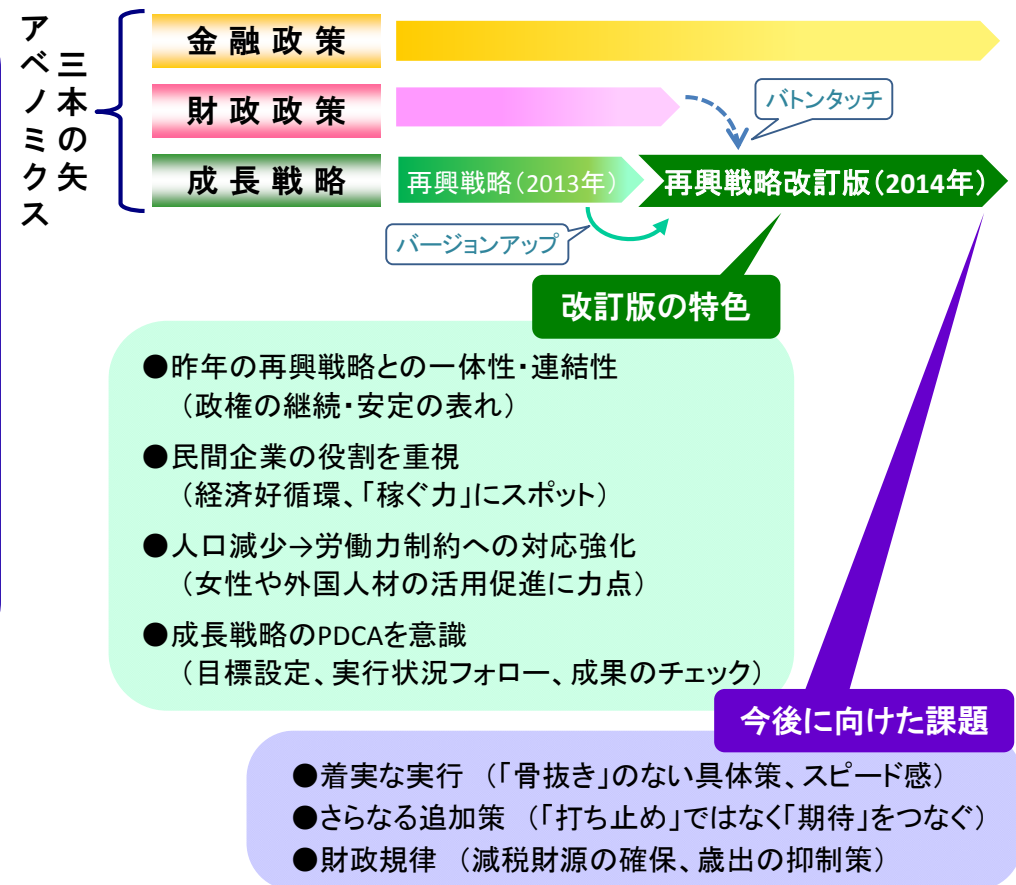 アベノミクス
三本の矢
金融政策
財政政策
バトンタッチ
成長戦略
再興戦略（2013年）
再興戦略改訂版（2014年）
バージョンアップ
改訂版の特色
●昨年の再興戦略との一体性・連結性
（政権の継続・安定の表れ）
●民間企業の役割を重視
（経済好循環、「稼ぐ力」にスポット）
●人口減少→労働力制約への対応強化
（女性や外国人材の活用促進に力点）
●成長戦略のPDCAを意識
（目標設定、実行状況フォロー、成果のチェック）
今後に向けた課題
●着実な実行　（「骨抜き」のない具体策、スピード感）
●さらなる追加策　（「打ち止め」ではなく「期待」をつなぐ）
●財政規律　（減税財源の確保、歳出の抑制策）